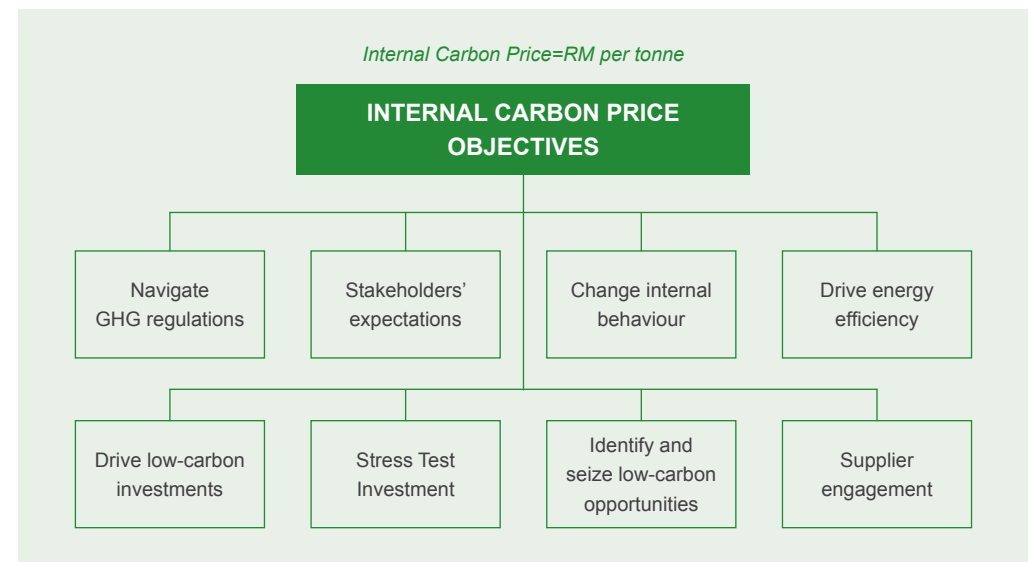 Internal Carbon Price=RM per tonne
INTERNAL CARBON PRICE
OBJECTIVES
Navigate
GHG regulations
Stakeholders’
expectations
Change internal
behaviour
Drive energy
efficiency
Drive low-carbon
investments
Stress Test
Investment
Identify and
seize low-carbon
opportunities
Supplier
engagement